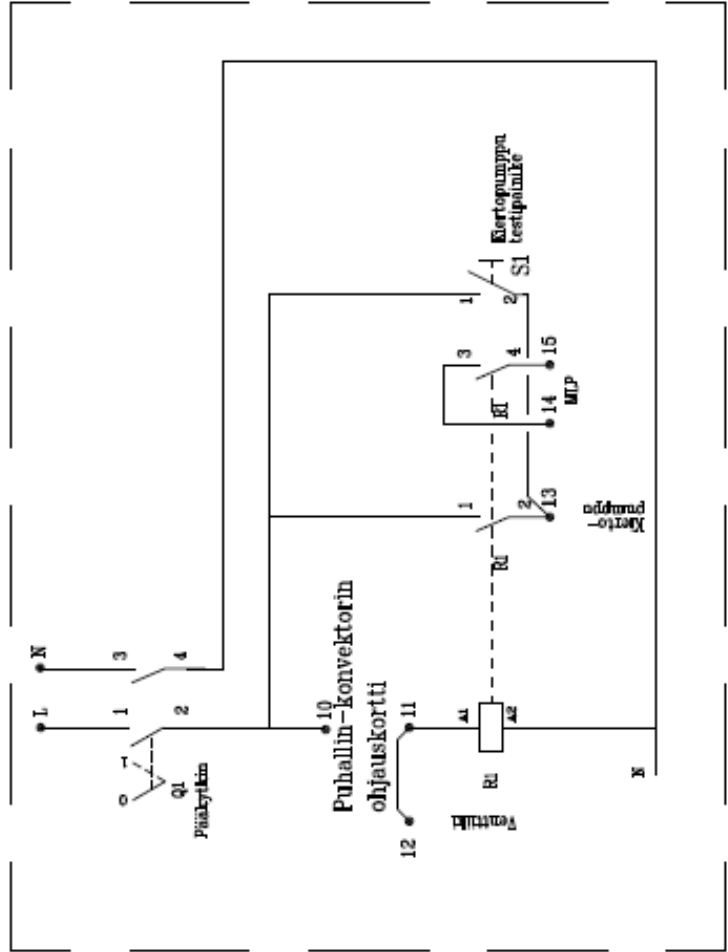 N
L
3
4
1
2
1
0
Q1
Pääkytkin
10
Puhallin-konvektorin
ohjauskortti
11
12
Venttiili
A1
A2
R1
N
1
2
R1
13
Kierto-
pumppu
3
4
R1
14
15
MLP
1
2
S1
Kiertopumppu
testipainike